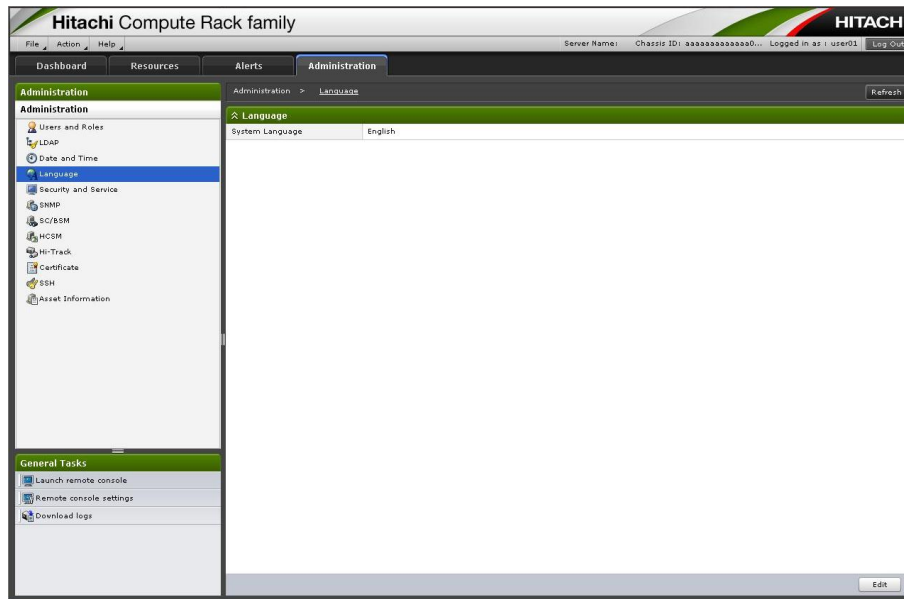 Hitachi Compute Rack family
HITACH
File Action Help
Server Name: Chassis ID: aaaaaaaaaaaaa0... Logged in as : user01 Log Out
Dashboard Resources Alerts Administration
Administration
Administration > Language
Refresh
Administration
Users and Roles
LDAP
Date and Time
Language
Security and Service
SNMP
SC/BSM
HCSM
Hi-Track
Certificate
SSH
Asset Information
Language
System Language English
General Tasks
Launch remote console
Remote console settings
Download logs
Edit